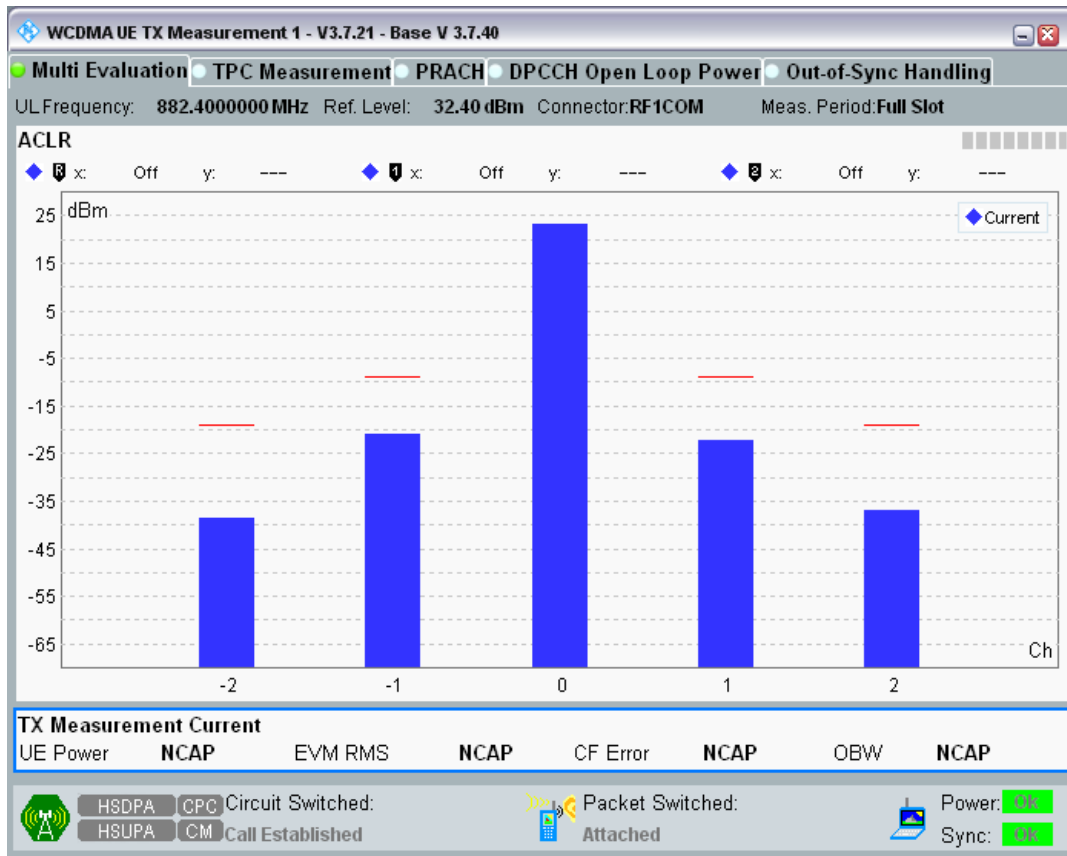 WCDMA UE TX Measurement 1 - V3.7.21 - Base V 3.7.40
Multi Evaluation TPC Measurement PRACH DPCCH Open Loop Power Out-of-Sync Handling
UL Frequency: 882.4000000 MHz Ref. Level: 32.40 dBm Connector:RF1COM Meas. Period:Full Slot
ACLR
R x: Off y: --- 1 x: Off y: --- 2 x: Off y: ---
dBm
Current
25
15
5
-5
-15
-25
-35
-45
-55
-65
Ch
-2 -1 0 1 2
TX Measurement Current
UE Power NCAP EVM RMS NCAP CF Error NCAP OBW NCAP
HSDPA CPC Circuit Switched: Packet Switched: Power: Ok
HSUPA CM Call Established Attached Sync: Ok